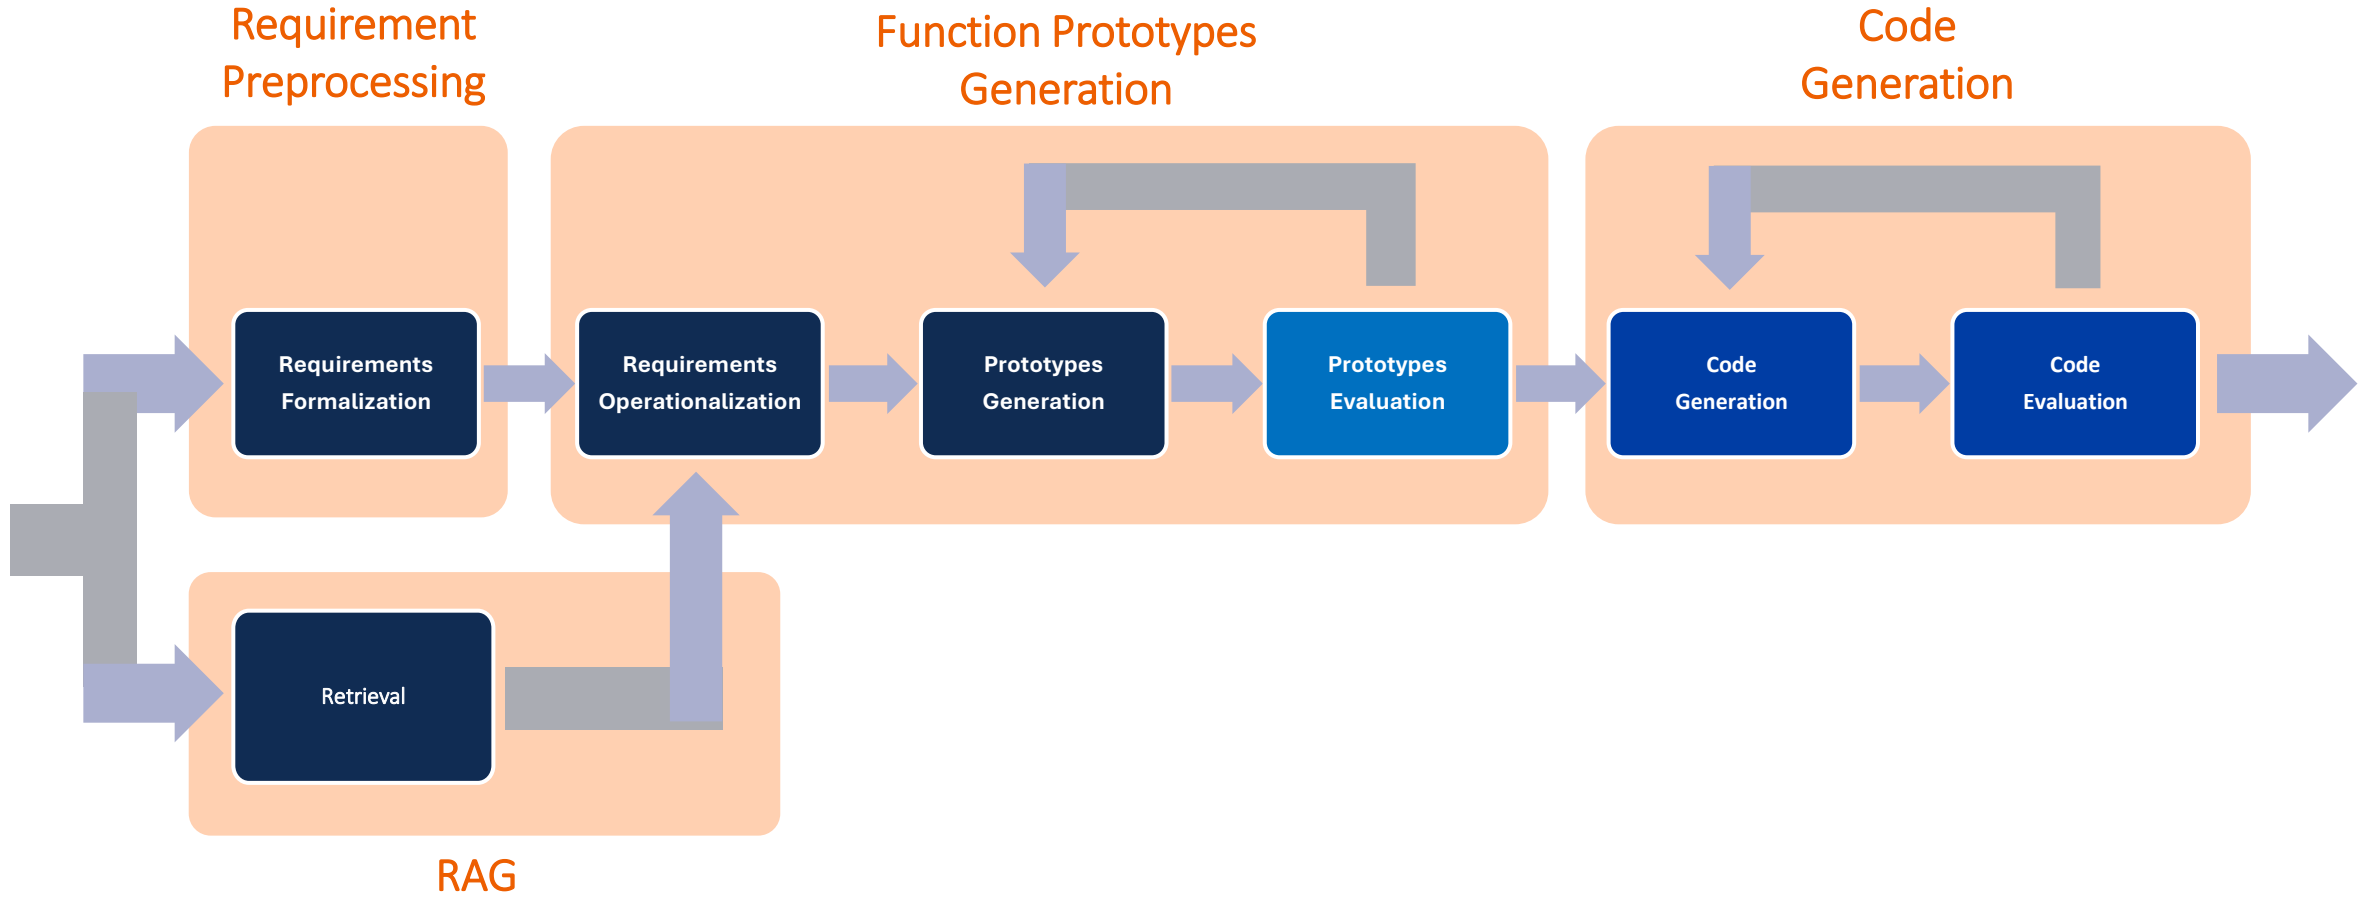 Requirement
Preprocessing
Function Prototypes
Generation
Code
Generation
Requirements
Formalization
Requirements
Operationalization
Prototypes
Generation
Prototypes
Evaluation
Code
Generation
Code
Evaluation
Retrieval
RAG